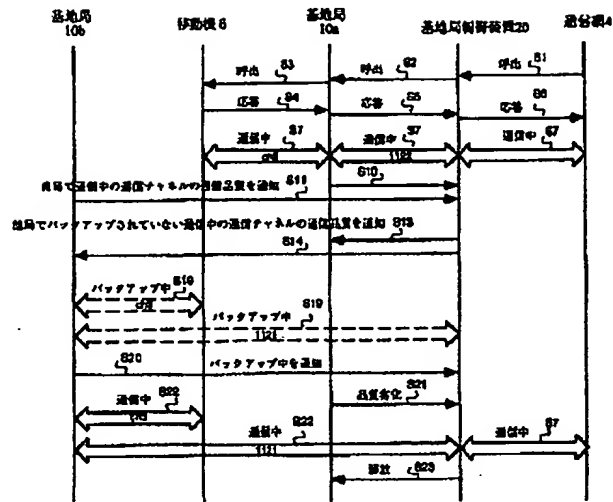 基地局
10b
移動機6
基地局
10a
基地局制御装置20
通信網4
呼出 S3
呼出 S2
呼出 S1
応答 S4
応答 S5
応答 S6
通信中 S7
通信中 S7
1122
通信中 S7
局で通信中の通信チャネルの通信品質を通知
S11
S10
局でバックアップされていない通信中の通信チャネルの通信品質を通知
S13
S14
バックアップ中 S19
バックアップ中 S19
1121
S20
バックアップ中を通知
S21
品質劣化
通信中 S22
通信中 S22
1121
通信中 S7
解放 S23